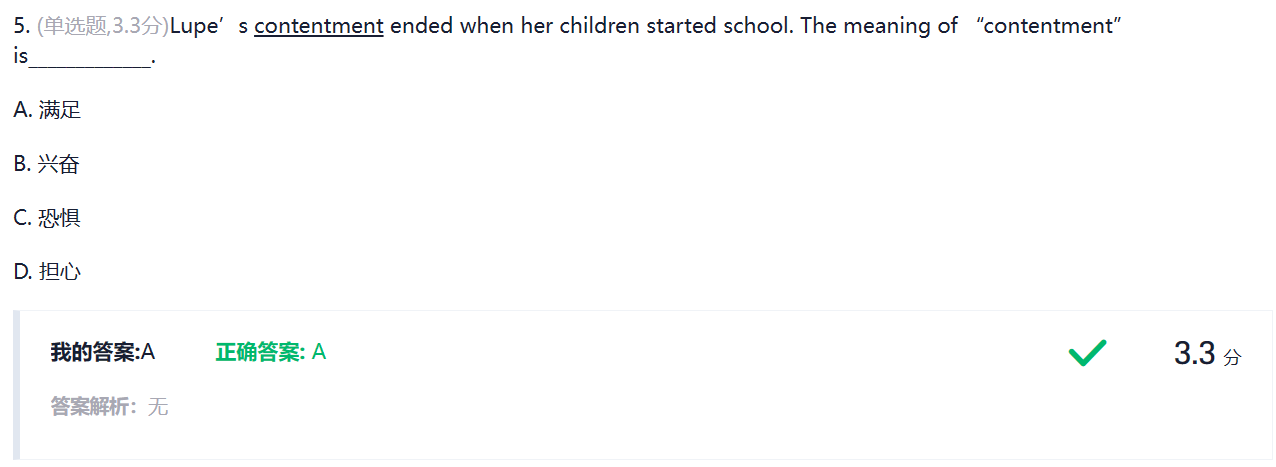 5. (单选题,3.3分)Lupe’s contentment ended when her children started school. The meaning of “contentment”
is____________.
A. 满足
B. 兴奋
C. 恐惧
D. 担心
我的答案:A 正确答案: A 3.3 分
答案解析：无